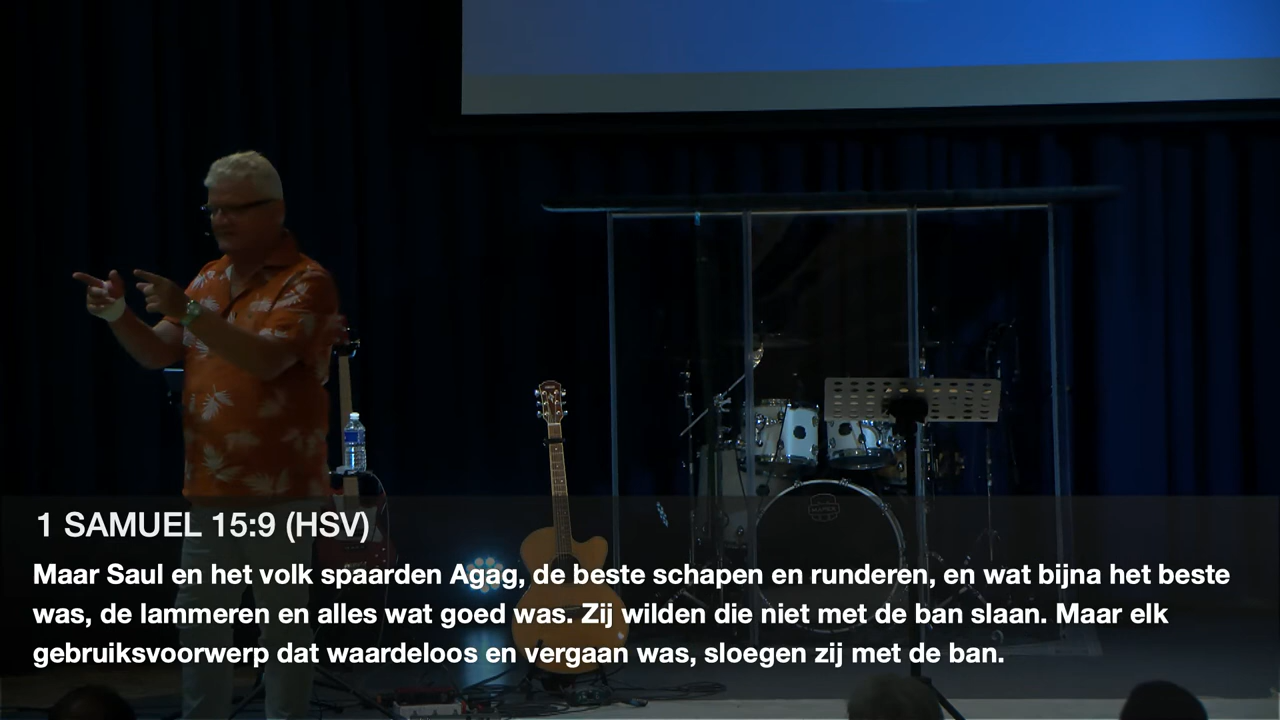 1 SAMUEL 15:9 (HSV)
Maar Saul en het volk spaarden Agag, de beste schapen en runderen, en wat bijna het beste
was, de lammeren en alles wat goed was. Zij wilden die niet met de ban slaan. Maar elk
gebruiksvoorwerp dat waardeloos en vergaan was, sloegen zij met de ban.